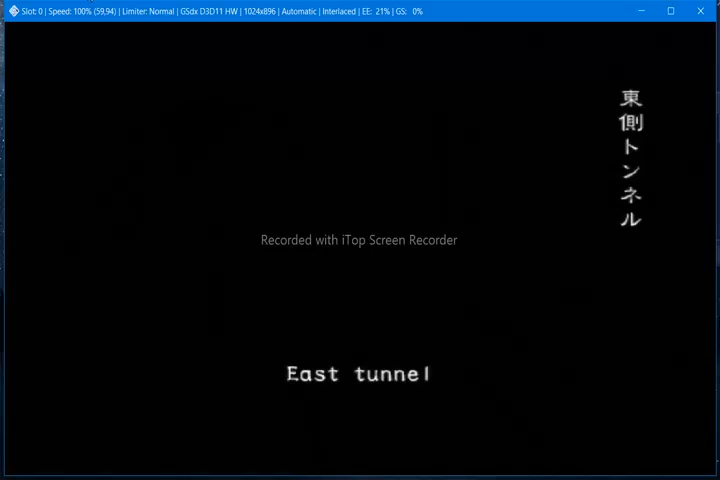 Slot: 0 | Speed: 100% (59,94) | Limiter: Normal | GSdx D3D11 HW | 1024x896 | Automatic | Interlaced | EE: 21% | GS: 0%
東側トンネル
Recorded with iTop Screen Recorder
East tunnel